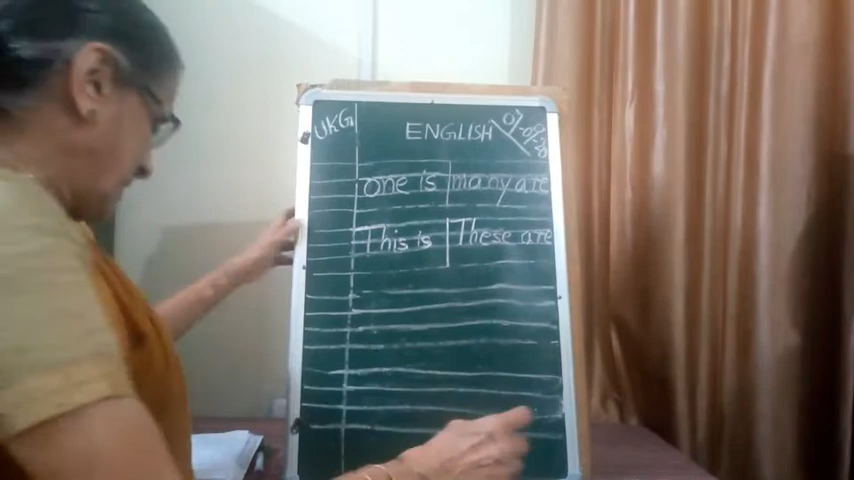 UKG ENGLISH
one is many are
This is These are